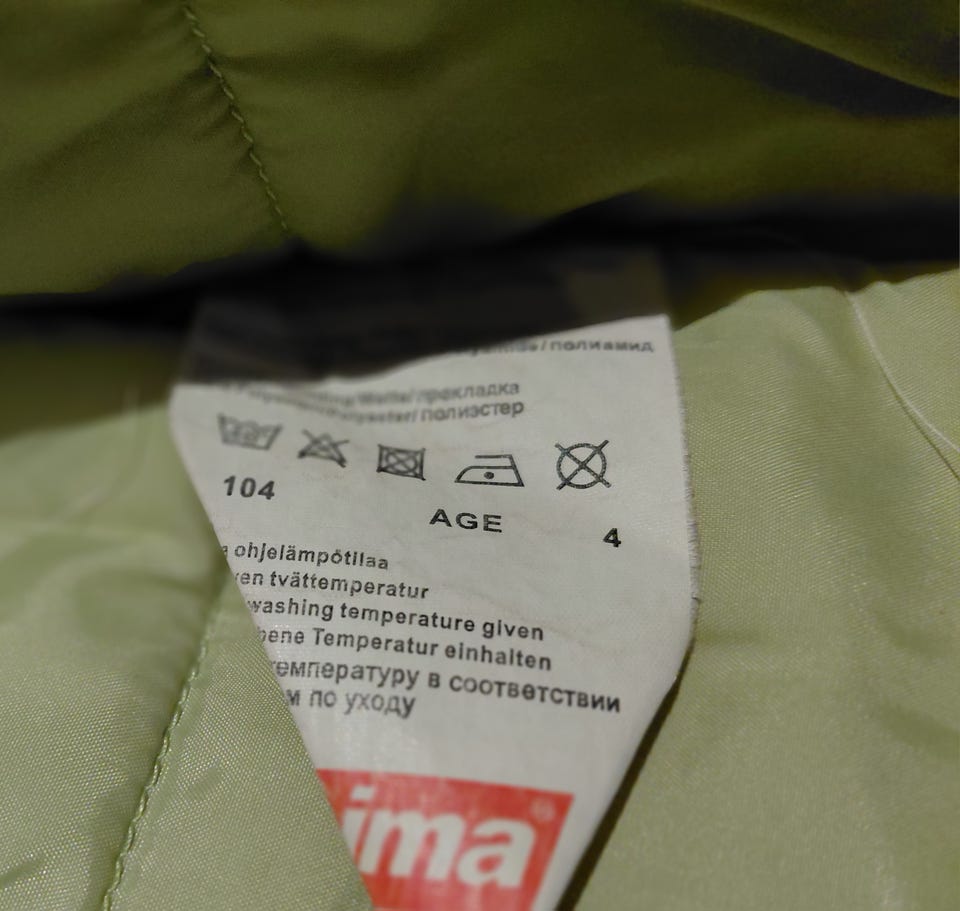 /полиамид
/прокладка
/полиэстер
104
AGE 4
ohjelämpötilaa
tvättemperatur
washing temperature given
Temperatur einhalten
температуру в соответствии
по уходу
ima®